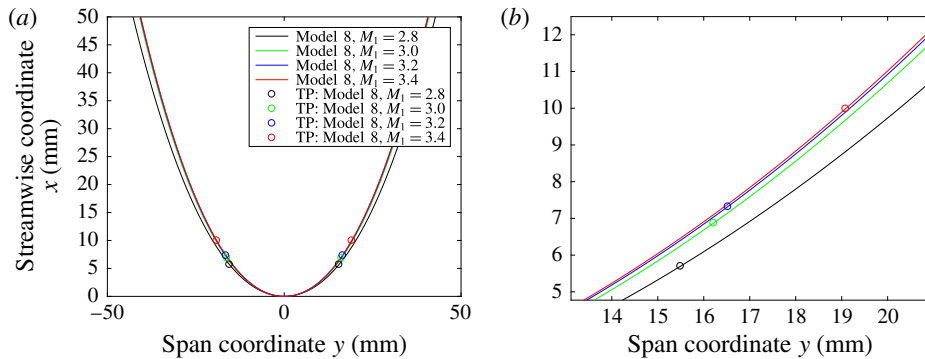 (a)
50
45
40
35
30
25
20
15
10
5
0
Streamwise coordinate
x (mm)
Model 8, M₁ = 2.8
Model 8, M₁ = 3.0
Model 8, M₁ = 3.2
Model 8, M₁ = 3.4
TP: Model 8, M₁ = 2.8
TP: Model 8, M₁ = 3.0
TP: Model 8, M₁ = 3.2
TP: Model 8, M₁ = 3.4
−50 0 50
Span coordinate y (mm)
(b)
12
11
10
9
8
7
6
5
14 15 16 17 18 19 20
Span coordinate y (mm)